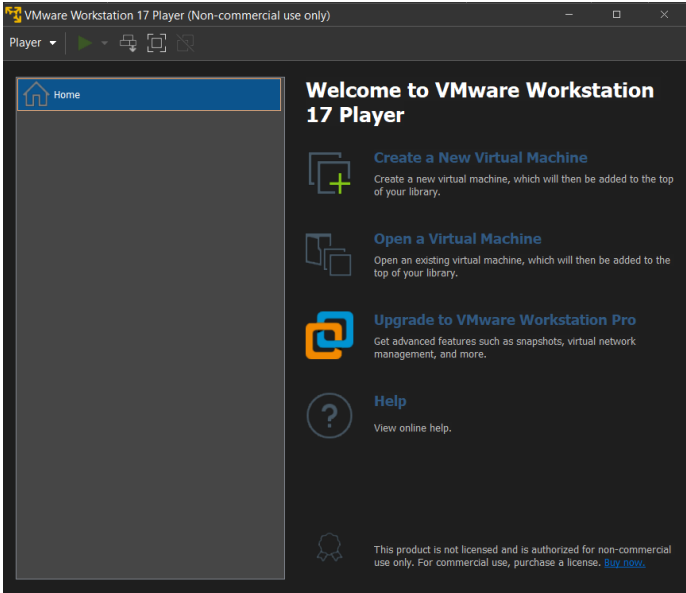 VMware Workstation 17 Player (Non-commercial use only)
Player
Home
Welcome to VMware Workstation
17 Player
Create a New Virtual Machine
Create a new virtual machine, which will then be added to the top
of your library.
Open a Virtual Machine
Open an existing virtual machine, which will then be added to the
top of your library.
Upgrade to VMware Workstation Pro
Get advanced features such as snapshots, virtual network
management, and more.
Help
View online help.
This product is not licensed and is authorized for non-commercial
use only. For commercial use, purchase a license. Buy now.